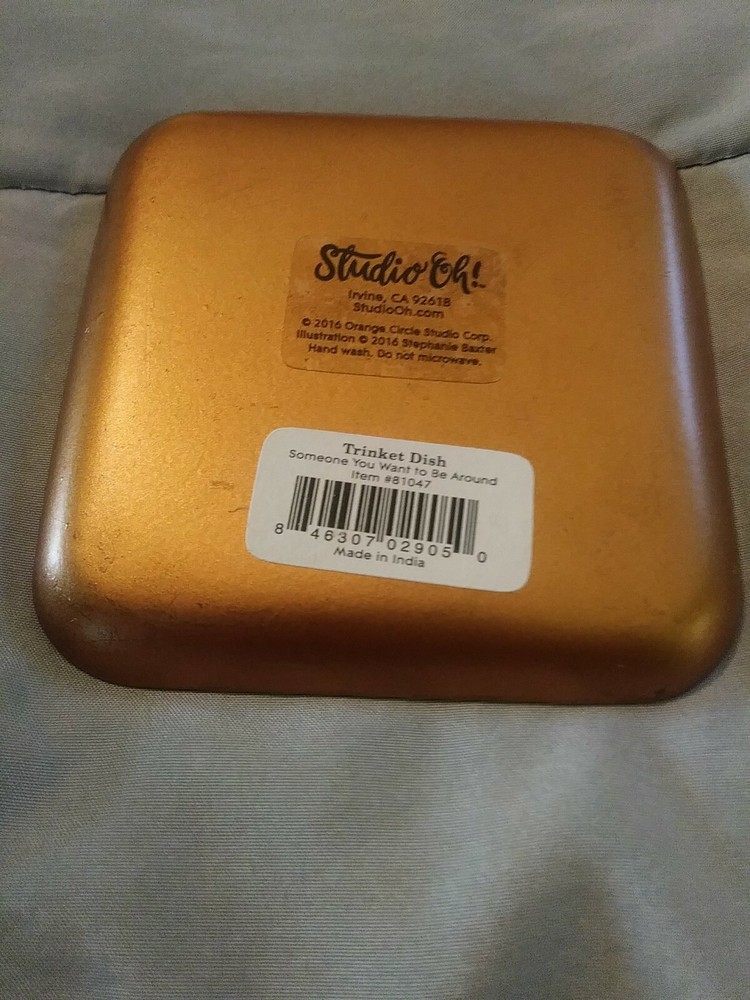 Studio Oh!
Irvine, CA 92618
StudioOh.com
© 2016 Orange Circle Studio Corp.
Illustration © 2016 Stephanie Baxter
Hand wash. Do not microwave.
Trinket Dish
Someone You Want to Be Around
Item #81047
8 46307 02905 0
Made in India